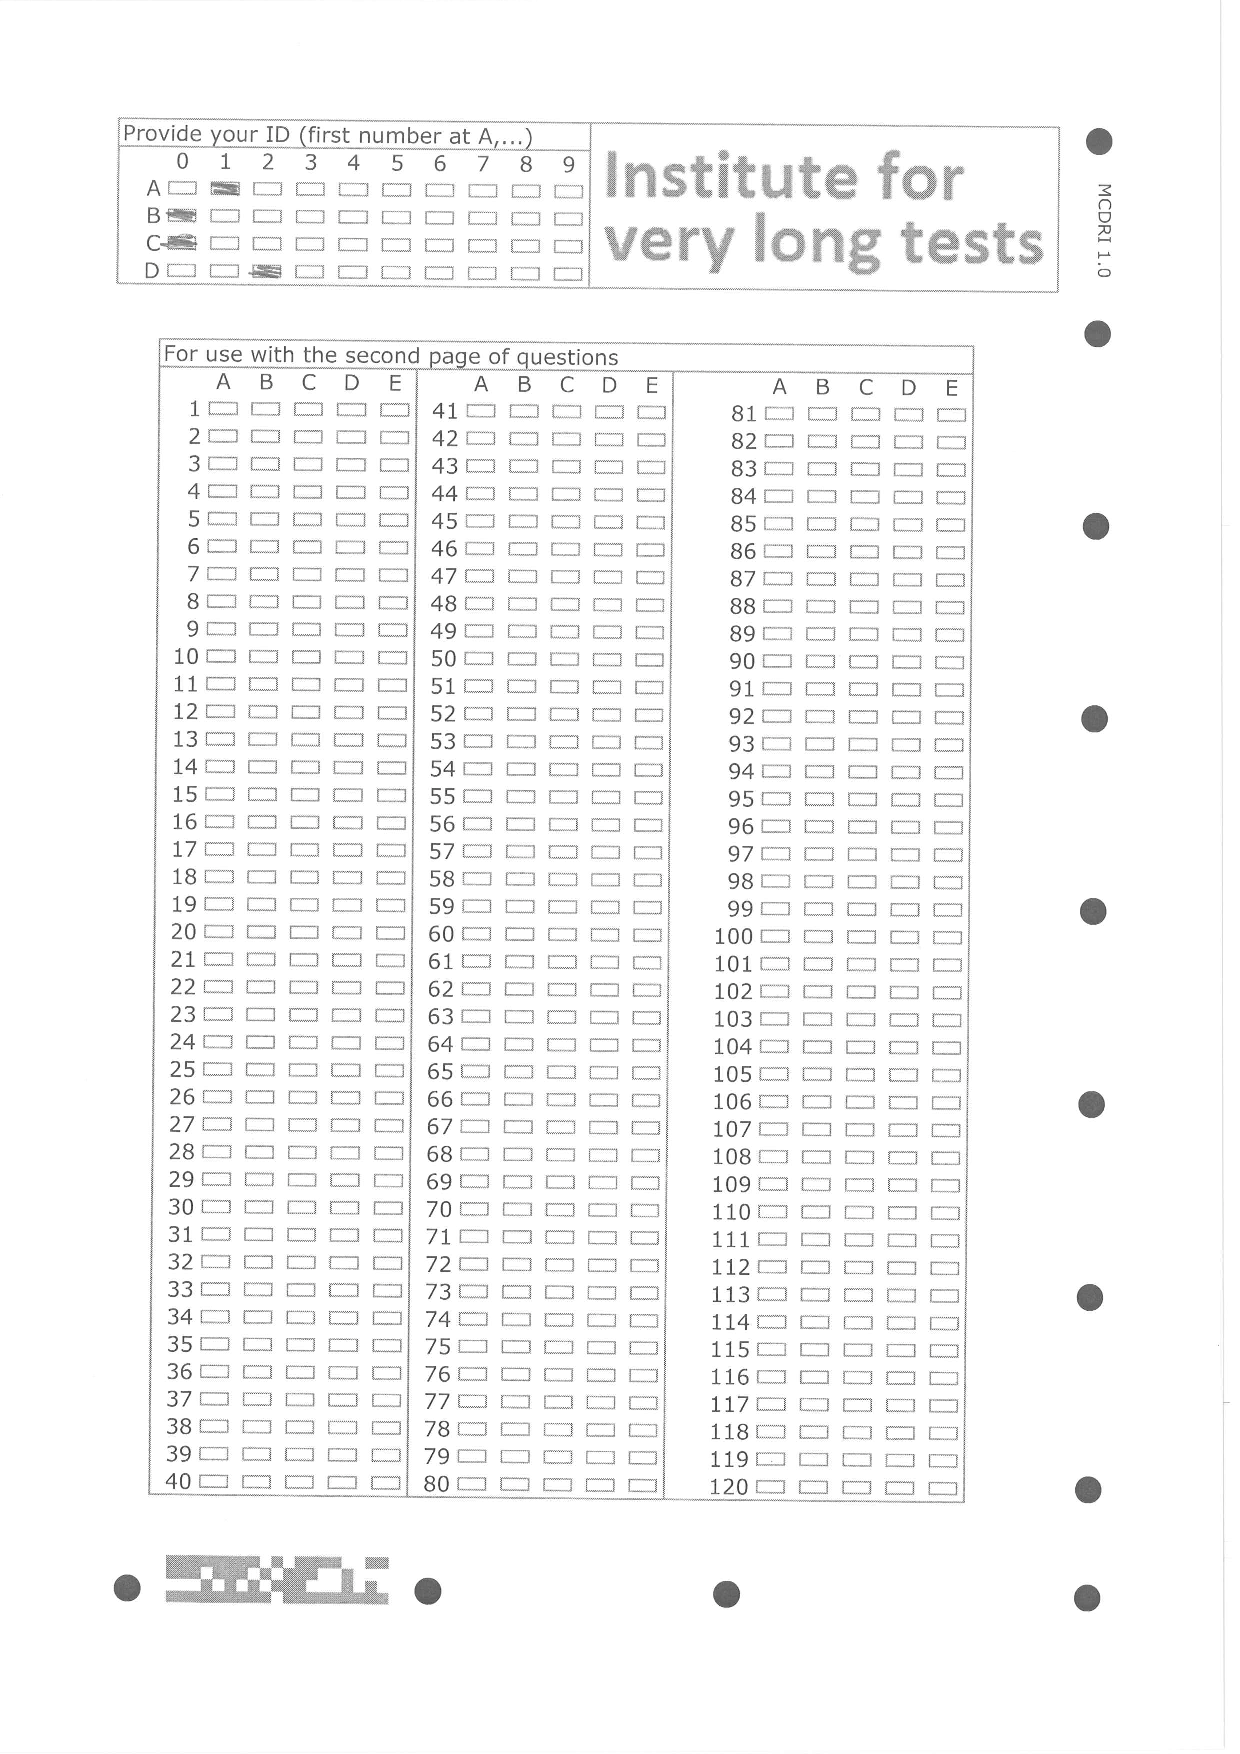 Provide your ID (first number at A,...)
0 1 2 3 4 5 6 7 8 9
A
B
C
D
Institute for
very long tests
MCDRI 1.0
For use with the second page of questions
A B C D E A B C D E A B C D E
1 41 81
2 42 82
3 43 83
4 44 84
5 45 85
6 46 86
7 47 87
8 48 88
9 49 89
10 50 90
11 51 91
12 52 92
13 53 93
14 54 94
15 55 95
16 56 96
17 57 97
18 58 98
19 59 99
20 60 100
21 61 101
22 62 102
23 63 103
24 64 104
25 65 105
26 66 106
27 67 107
28 68 108
29 69 109
30 70 110
31 71 111
32 72 112
33 73 113
34 74 114
35 75 115
36 76 116
37 77 117
38 78 118
39 79 119
40 80 120